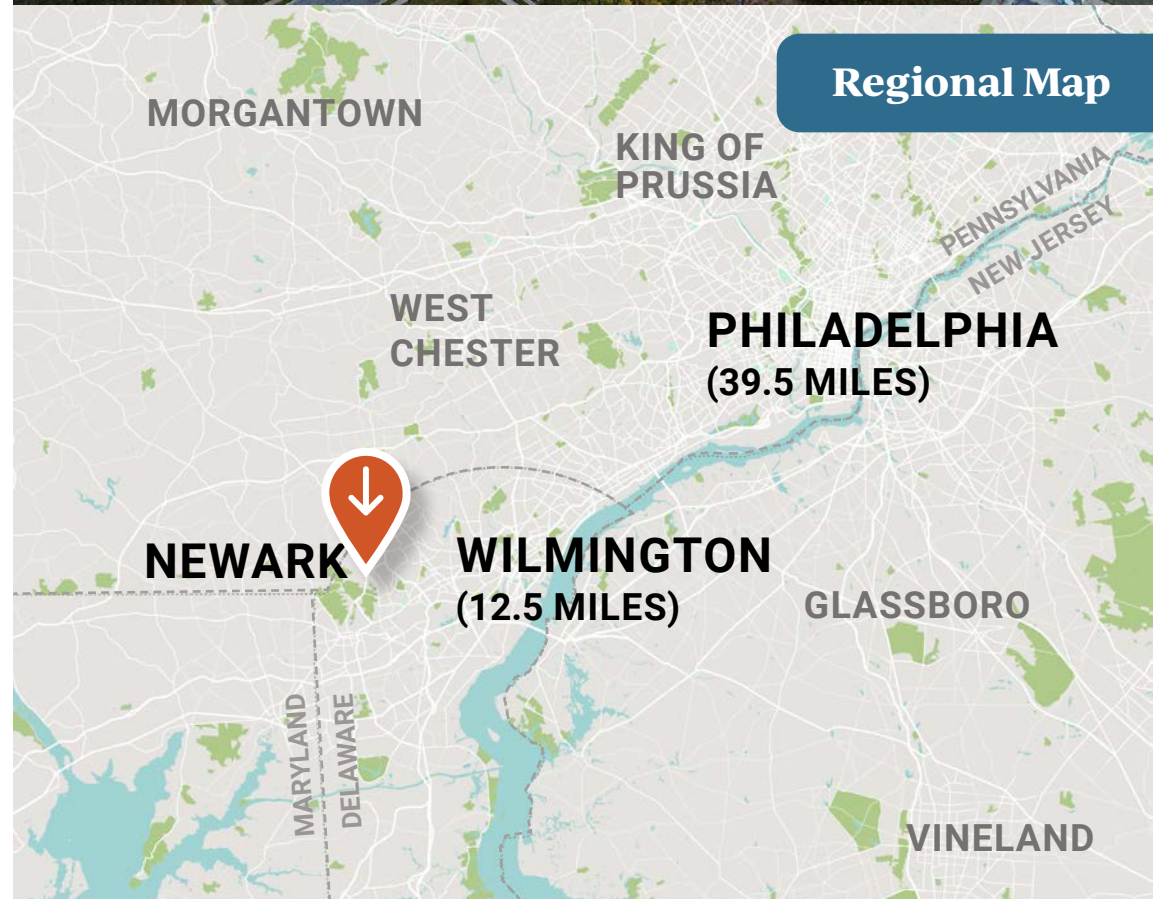 Regional Map
MORGANTOWN
KING OF
PRUSSIA
PENNSYLVANIA
NEW JERSEY
WEST
CHESTER
PHILADELPHIA
(39.5 MILES)
NEWARK
WILMINGTON
(12.5 MILES)
GLASSBORO
MARYLAND
DELAWARE
VINELAND